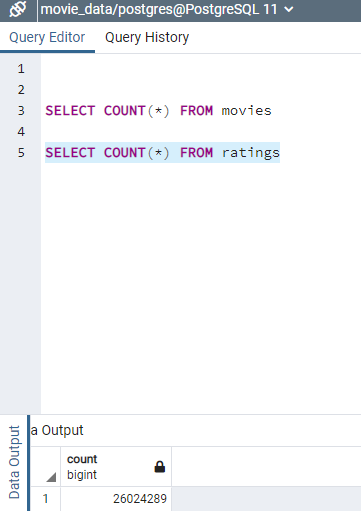 movie_data/postgres@PostgreSQL 11
Query Editor Query History
1
2
3 SELECT COUNT(*) FROM movies
4
5 SELECT COUNT(*) FROM ratings
Data Output
a Output
count
bigint
1 26024289